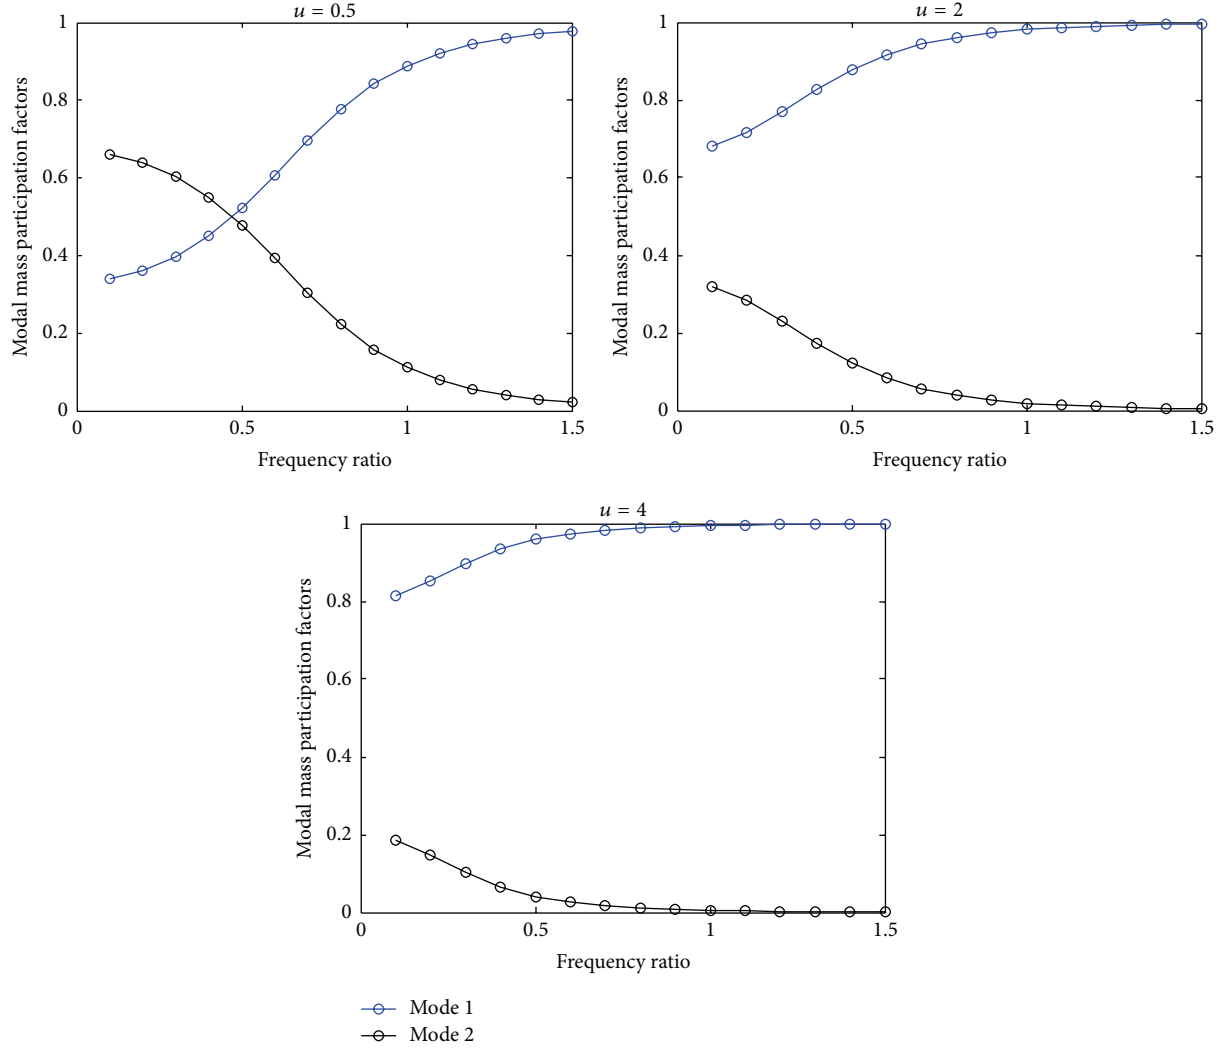 u = 0.5
1
0.8
0.6
0.4
0.2
0
Modal mass participation factors
0
0.5
1
1.5
Frequency ratio
u = 2
1
0.8
0.6
0.4
0.2
0
Modal mass participation factors
0
0.5
1
1.5
Frequency ratio
u = 4
1
0.8
0.6
0.4
0.2
0
Modal mass participation factors
0
0.5
1
1.5
Frequency ratio
Mode 1
Mode 2